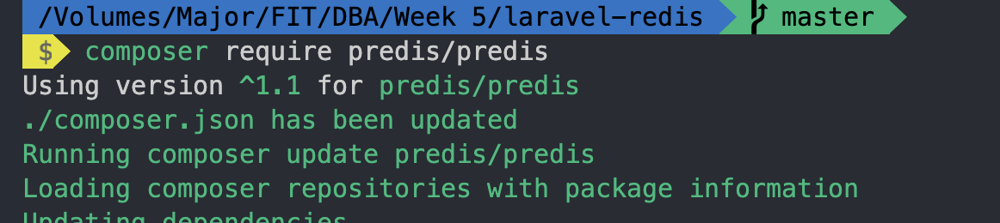 /Volumes/Major/FIT/DBA/Week 5/laravel-redis master
$ composer require predis/predis
Using version ^1.1 for predis/predis
./composer.json has been updated
Running composer update predis/predis
Loading composer repositories with package information
Updating dependencies